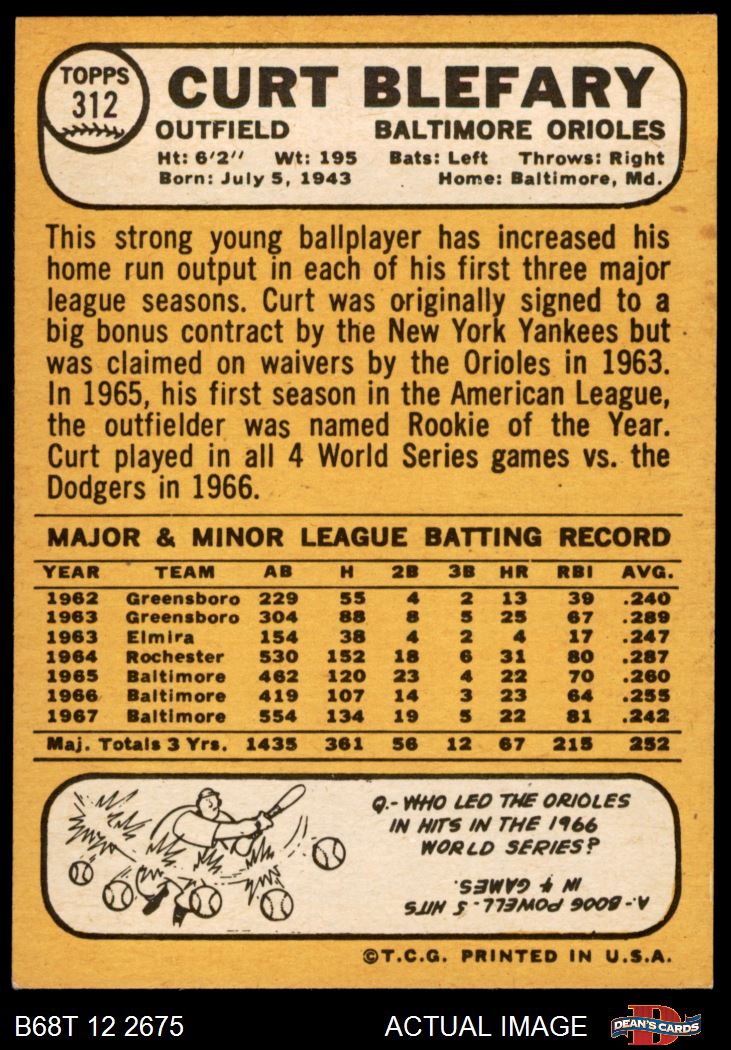 TOPPS
312
CURT BLEFARY
OUTFIELD BALTIMORE ORIOLES
Ht: 6'2" Wt: 195 Bats: Left Throws: Right
Born: July 5, 1943 Home: Baltimore, Md.
This strong young ballplayer has increased his
home run output in each of his first three major
league seasons. Curt was originally signed to a
big bonus contract by the New York Yankees but
was claimed on waivers by the Orioles in 1963.
In 1965, his first season in the American League,
the outfielder was named Rookie of the Year.
Curt played in all 4 World Series games vs. the
Dodgers in 1966.
MAJOR & MINOR LEAGUE BATTING RECORD
YEAR TEAM AB H 2B 3B HR RBI AVG.
1962 Greensboro 229 55 4 2 13 39 .240
1963 Greensboro 304 88 8 5 25 67 .289
1963 Elmira 154 38 4 2 4 17 .247
1964 Rochester 530 152 18 6 31 80 .287
1965 Baltimore 462 120 23 4 22 70 .260
1966 Baltimore 419 107 14 3 23 64 .255
1967 Baltimore 554 134 19 5 22 81 .242
Maj. Totals 3 Yrs. 1435 361 56 12 67 215 252
Q.- WHO LED THE ORIOLES
IN HITS IN THE 1966
WORLD SERIES?
A.- BOOG POWELL. 5 HITS
IN 4 GAMES.
©T.C.G. PRINTED IN U.S.A.
B68T 12 2675 ACTUAL IMAGE
D
DEAN'S CARDS